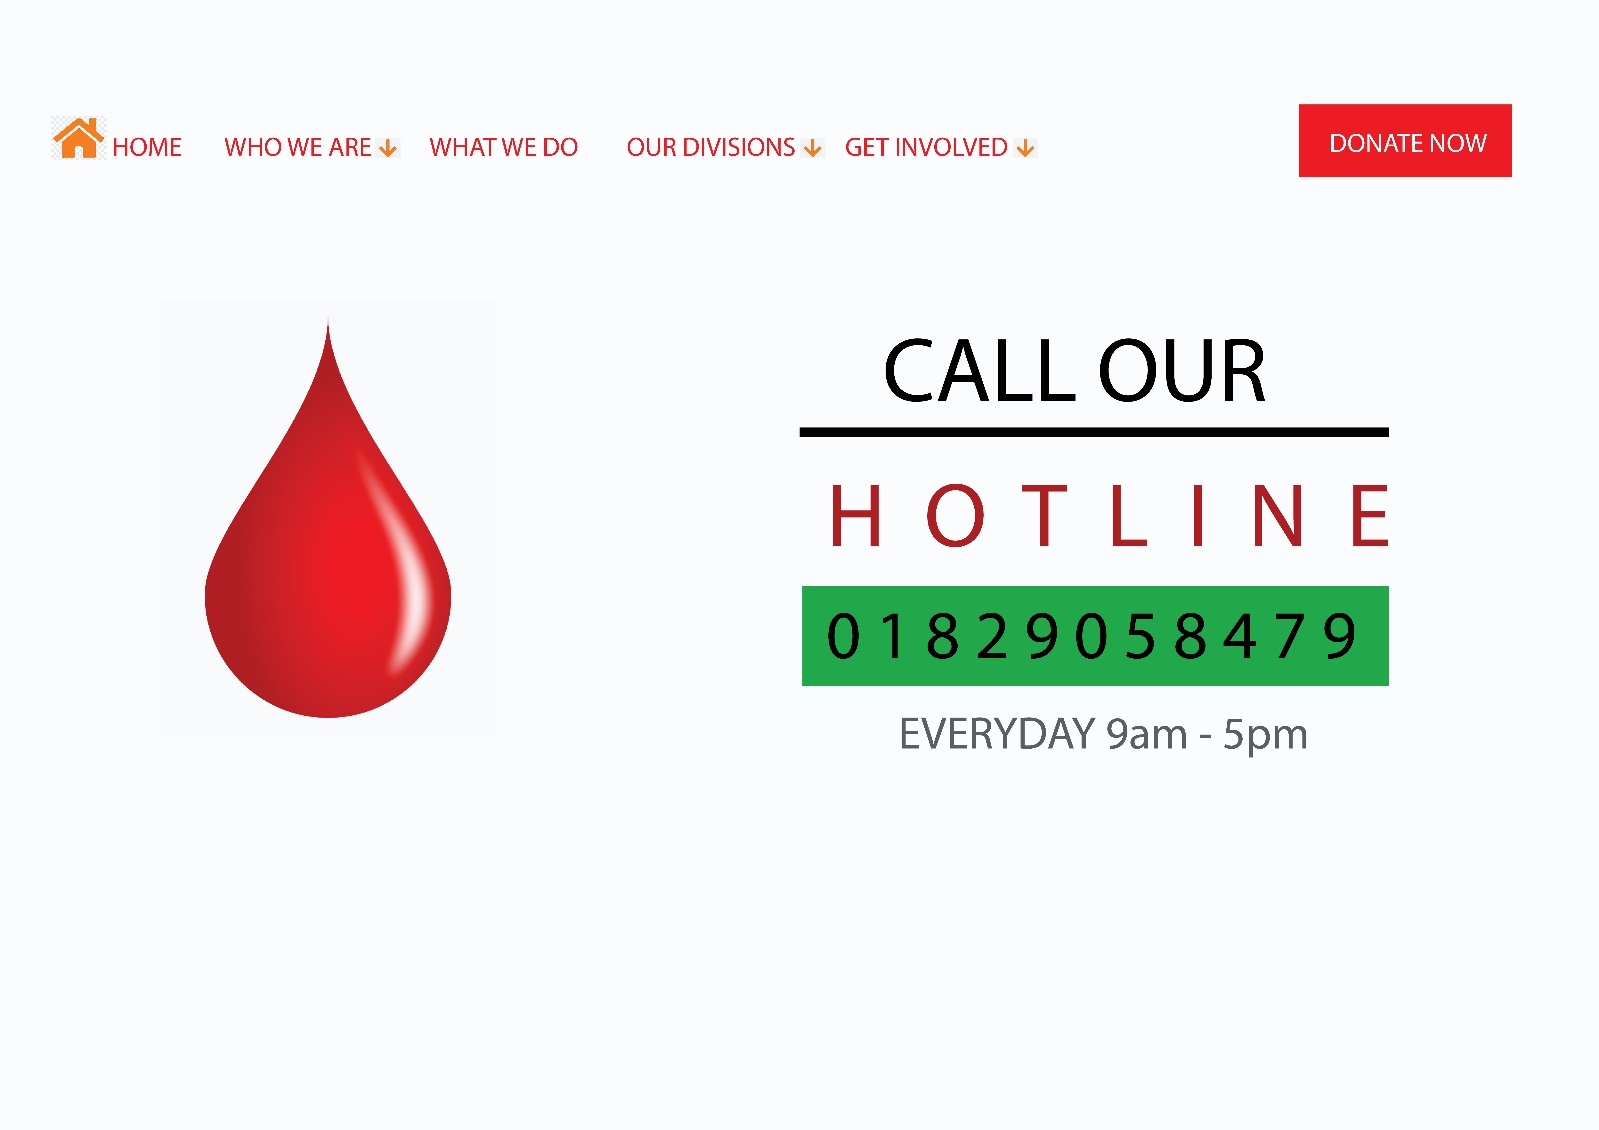 HOME WHO WE ARE WHAT WE DO OUR DIVISIONS GET INVOLVED DONATE NOW
CALL OUR
HOTLINE
01829058479
EVERYDAY 9am - 5pm